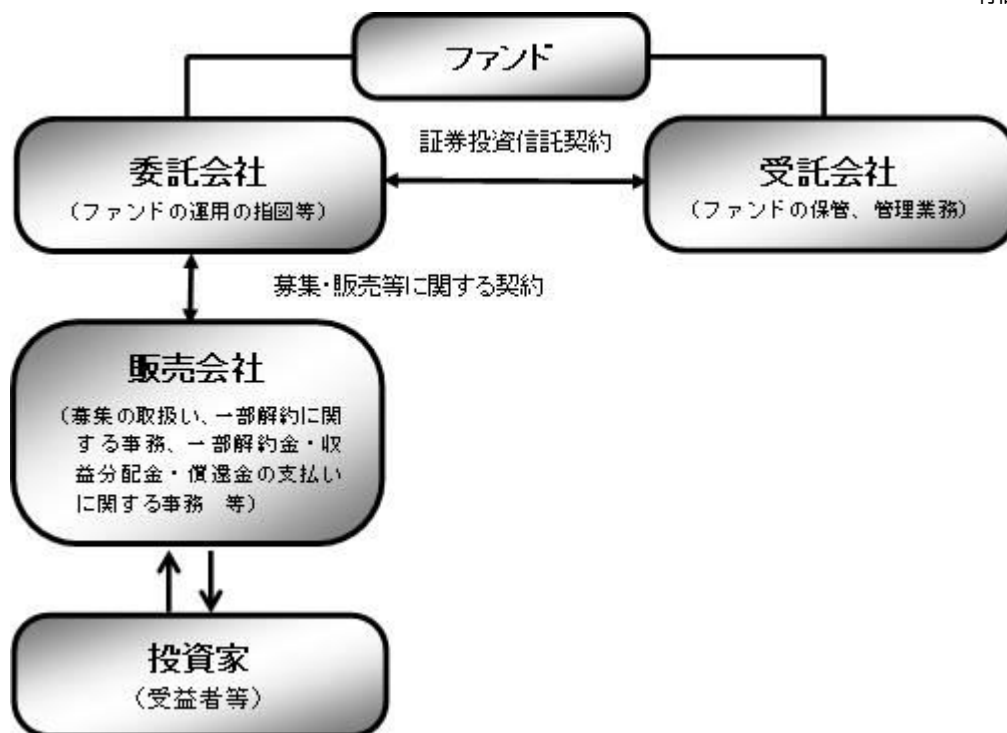 ファンド
証券投資信託契約
委託会社
(ファンドの運用の指図等)
受託会社
(ファンドの保管、管理業務)
募集・販売等に関する契約
販売会社
(募集の取扱い、一部解約に関
する事務、一部解約金・収
益分配金・償還金の支払い
に関する事務 等)
投資家
(受益者等)